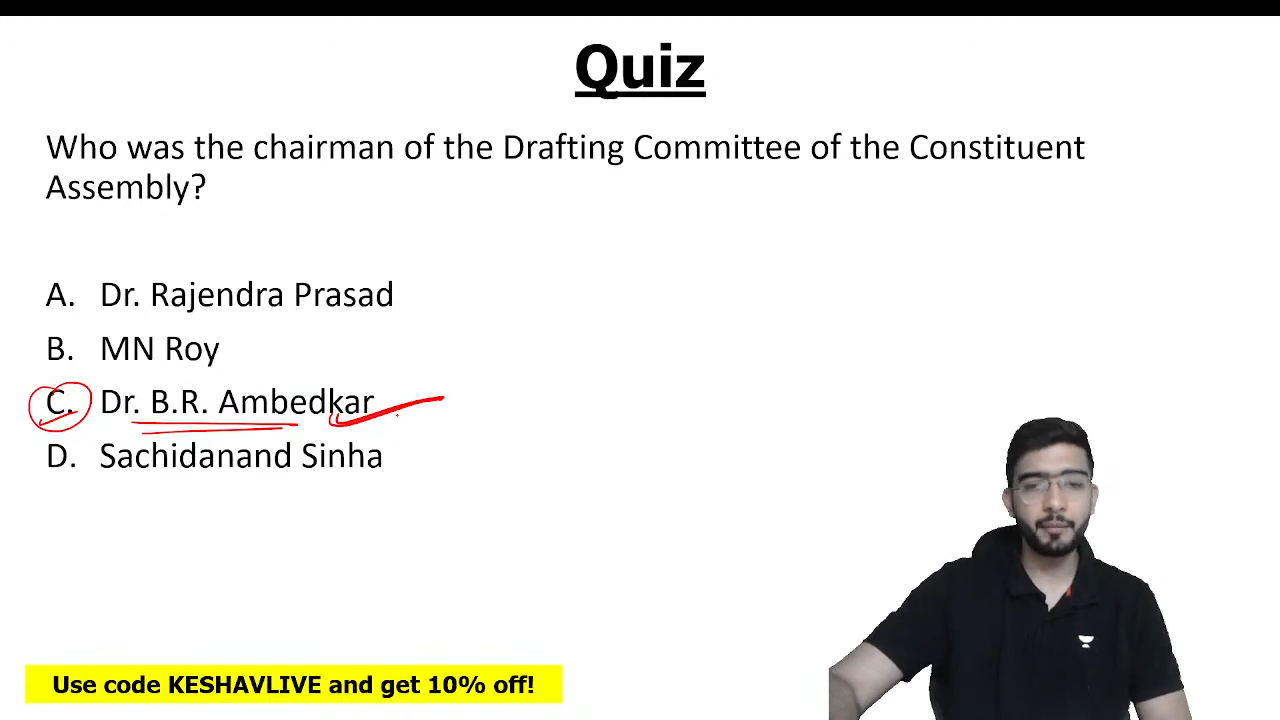 Quiz
Who was the chairman of the Drafting Committee of the Constituent
Assembly?
A. Dr. Rajendra Prasad
B. MN Roy
C. Dr. B.R. Ambedkar
D. Sachidanand Sinha
Use code KESHAVLIVE and get 10% off!